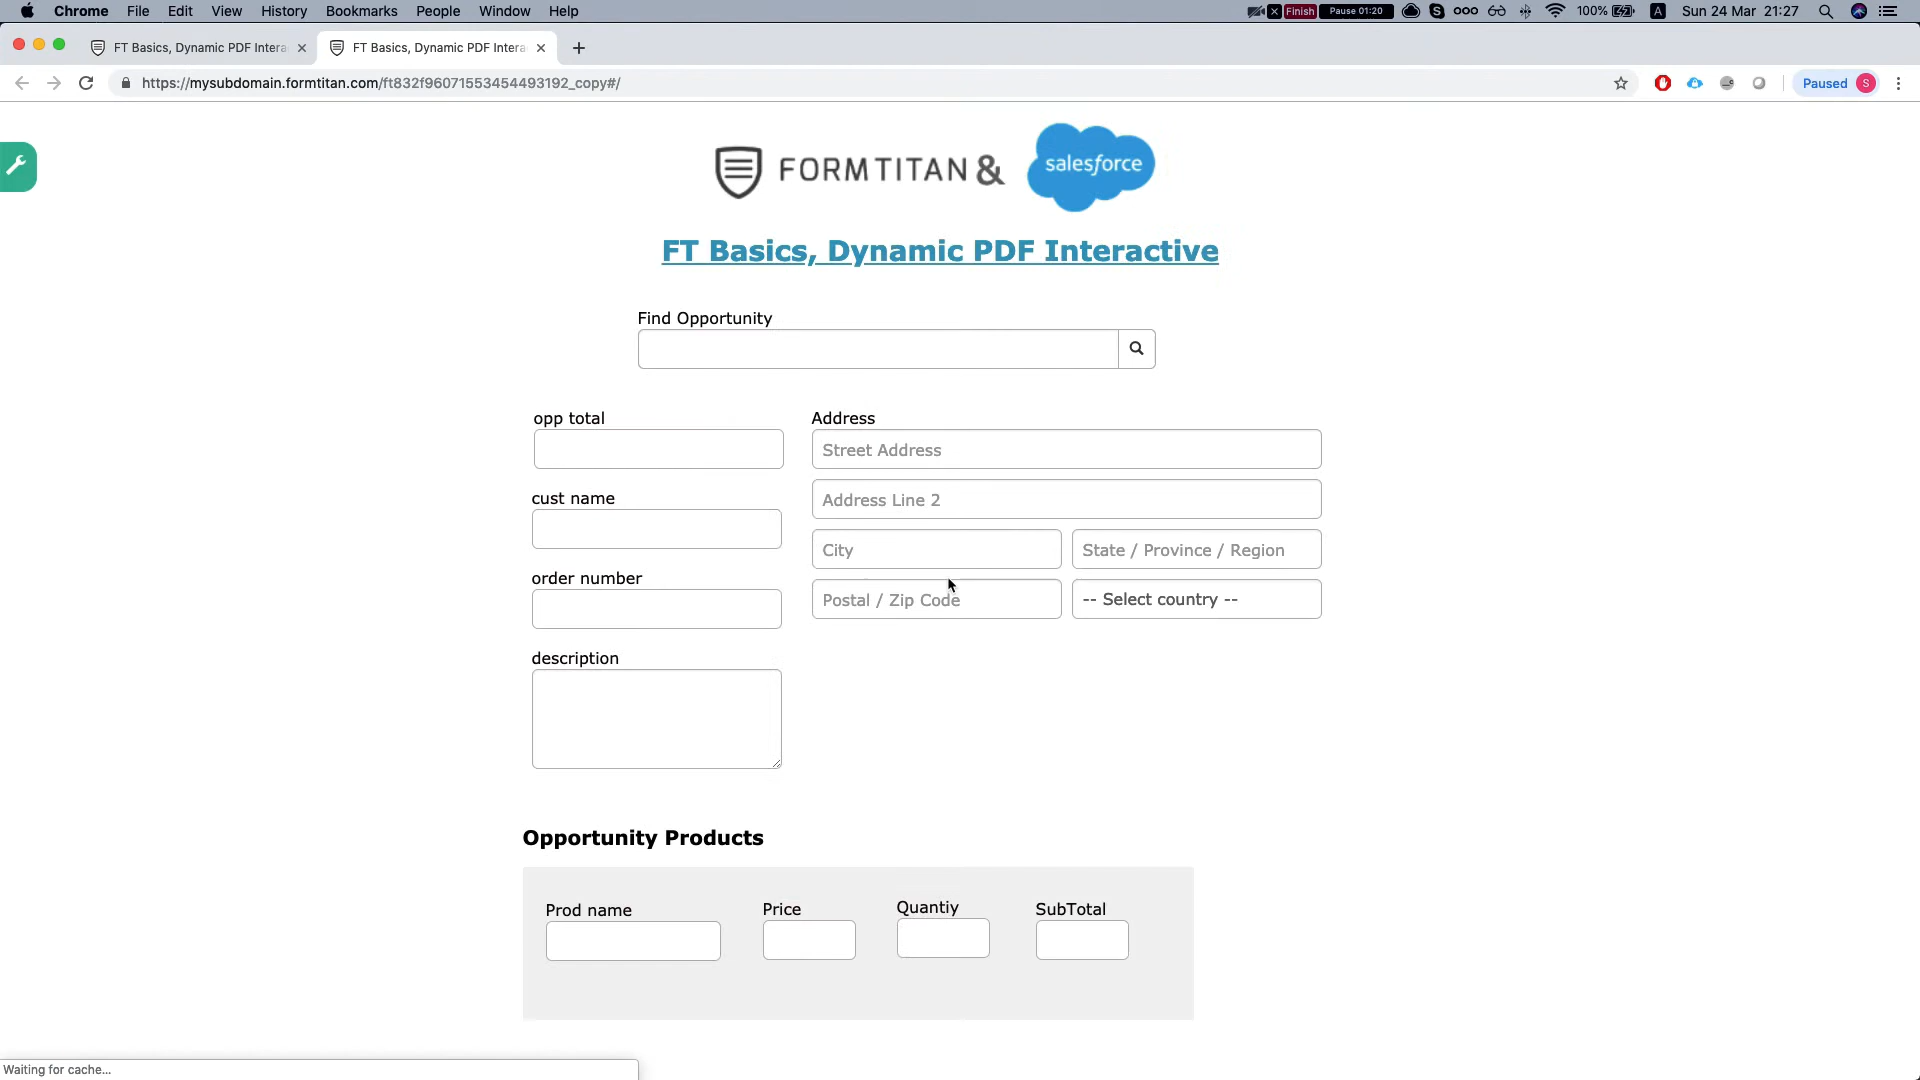 Chrome File Edit View History Bookmarks People Window Help Finish Pause 01:20 100% A Sun 24 Mar 21:27
FT Basics, Dynamic PDF Intera FT Basics, Dynamic PDF Intera
https://mysubdomain.formtitan.com/ft832f96071553454493192_copy#/ Paused S
FORMTITAN & salesforce
FT Basics, Dynamic PDF Interactive
Find Opportunity
opp total Address
Street Address
cust name Address Line 2
City State / Province / Region
order number
Postal / Zip Code -- Select country --
description
Opportunity Products
Prod name Price Quantiy SubTotal
Waiting for cache...